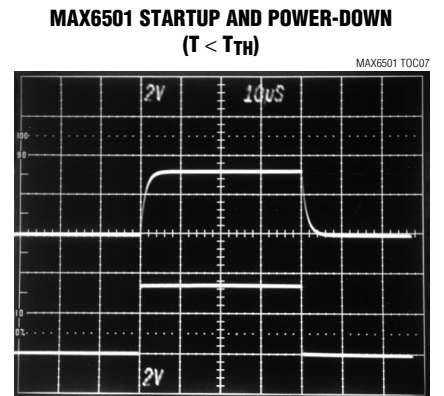 MAX6501 STARTUP AND POWER-DOWN
(T < TTH)
MAX6501 TOC07
2V 10uS
100
90
10
0%
2V